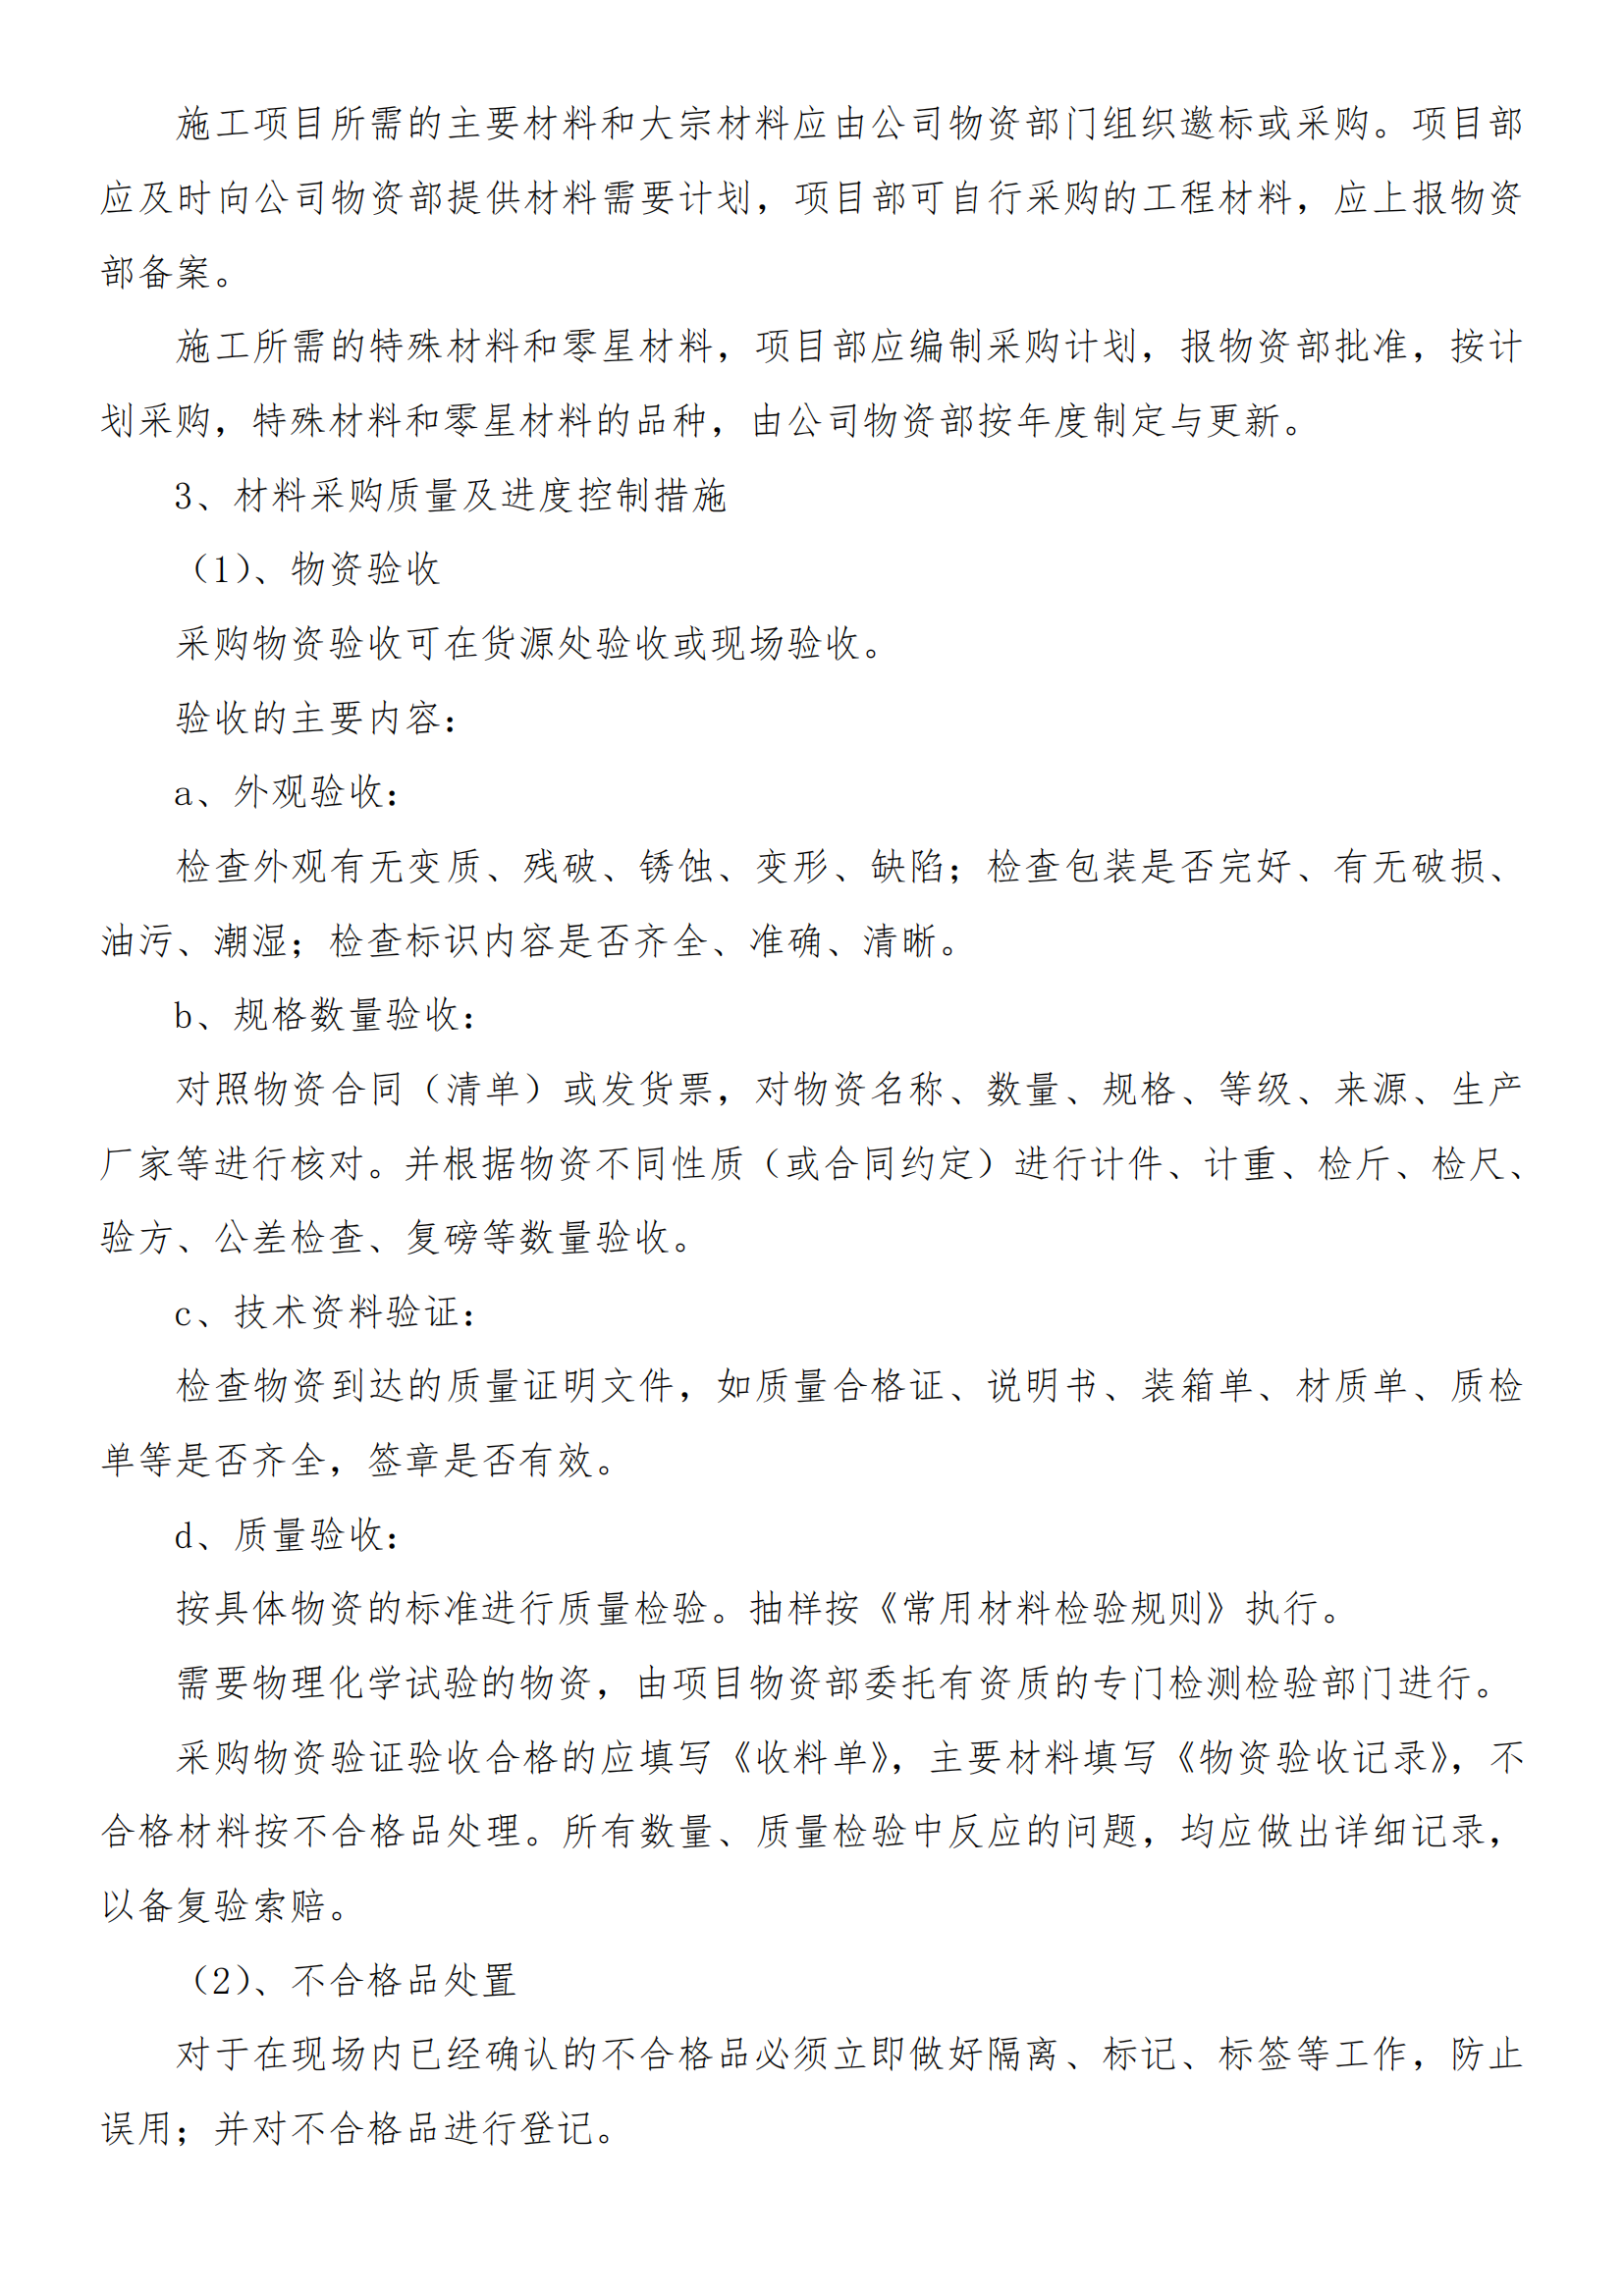 施工项目所需的主要材料和大宗材料应由公司物资部门组织邀标或采购。项目部
应及时向公司物资部提供材料需要计划，项目部可自行采购的工程材料，应上报物资
部备案。
施工所需的特殊材料和零星材料，项目部应编制采购计划，报物资部批准，按计
划采购，特殊材料和零星材料的品种，由公司物资部按年度制定与更新。
3、材料采购质量及进度控制措施
（1）、物资验收
采购物资验收可在货源处验收或现场验收。
验收的主要内容：
a、外观验收：
检查外观有无变质、残破、锈蚀、变形、缺陷；检查包装是否完好、有无破损、
油污、潮湿；检查标识内容是否齐全、准确、清晰。
b、规格数量验收：
对照物资合同（清单）或发货票，对物资名称、数量、规格、等级、来源、生产
厂家等进行核对。并根据物资不同性质（或合同约定）进行计件、计重、检斤、检尺、
验方、公差检查、复磅等数量验收。
c、技术资料验证：
检查物资到达的质量证明文件，如质量合格证、说明书、装箱单、材质单、质检
单等是否齐全，签章是否有效。
d、质量验收：
按具体物资的标准进行质量检验。抽样按《常用材料检验规则》执行。
需要物理化学试验的物资，由项目物资部委托有资质的专门检测检验部门进行。
采购物资验证验收合格的应填写《收料单》，主要材料填写《物资验收记录》，不
合格材料按不合格品处理。所有数量、质量检验中反应的问题，均应做出详细记录，
以备复验索赔。
（2）、不合格品处置
对于在现场内已经确认的不合格品必须立即做好隔离、标记、标签等工作，防止
误用；并对不合格品进行登记。